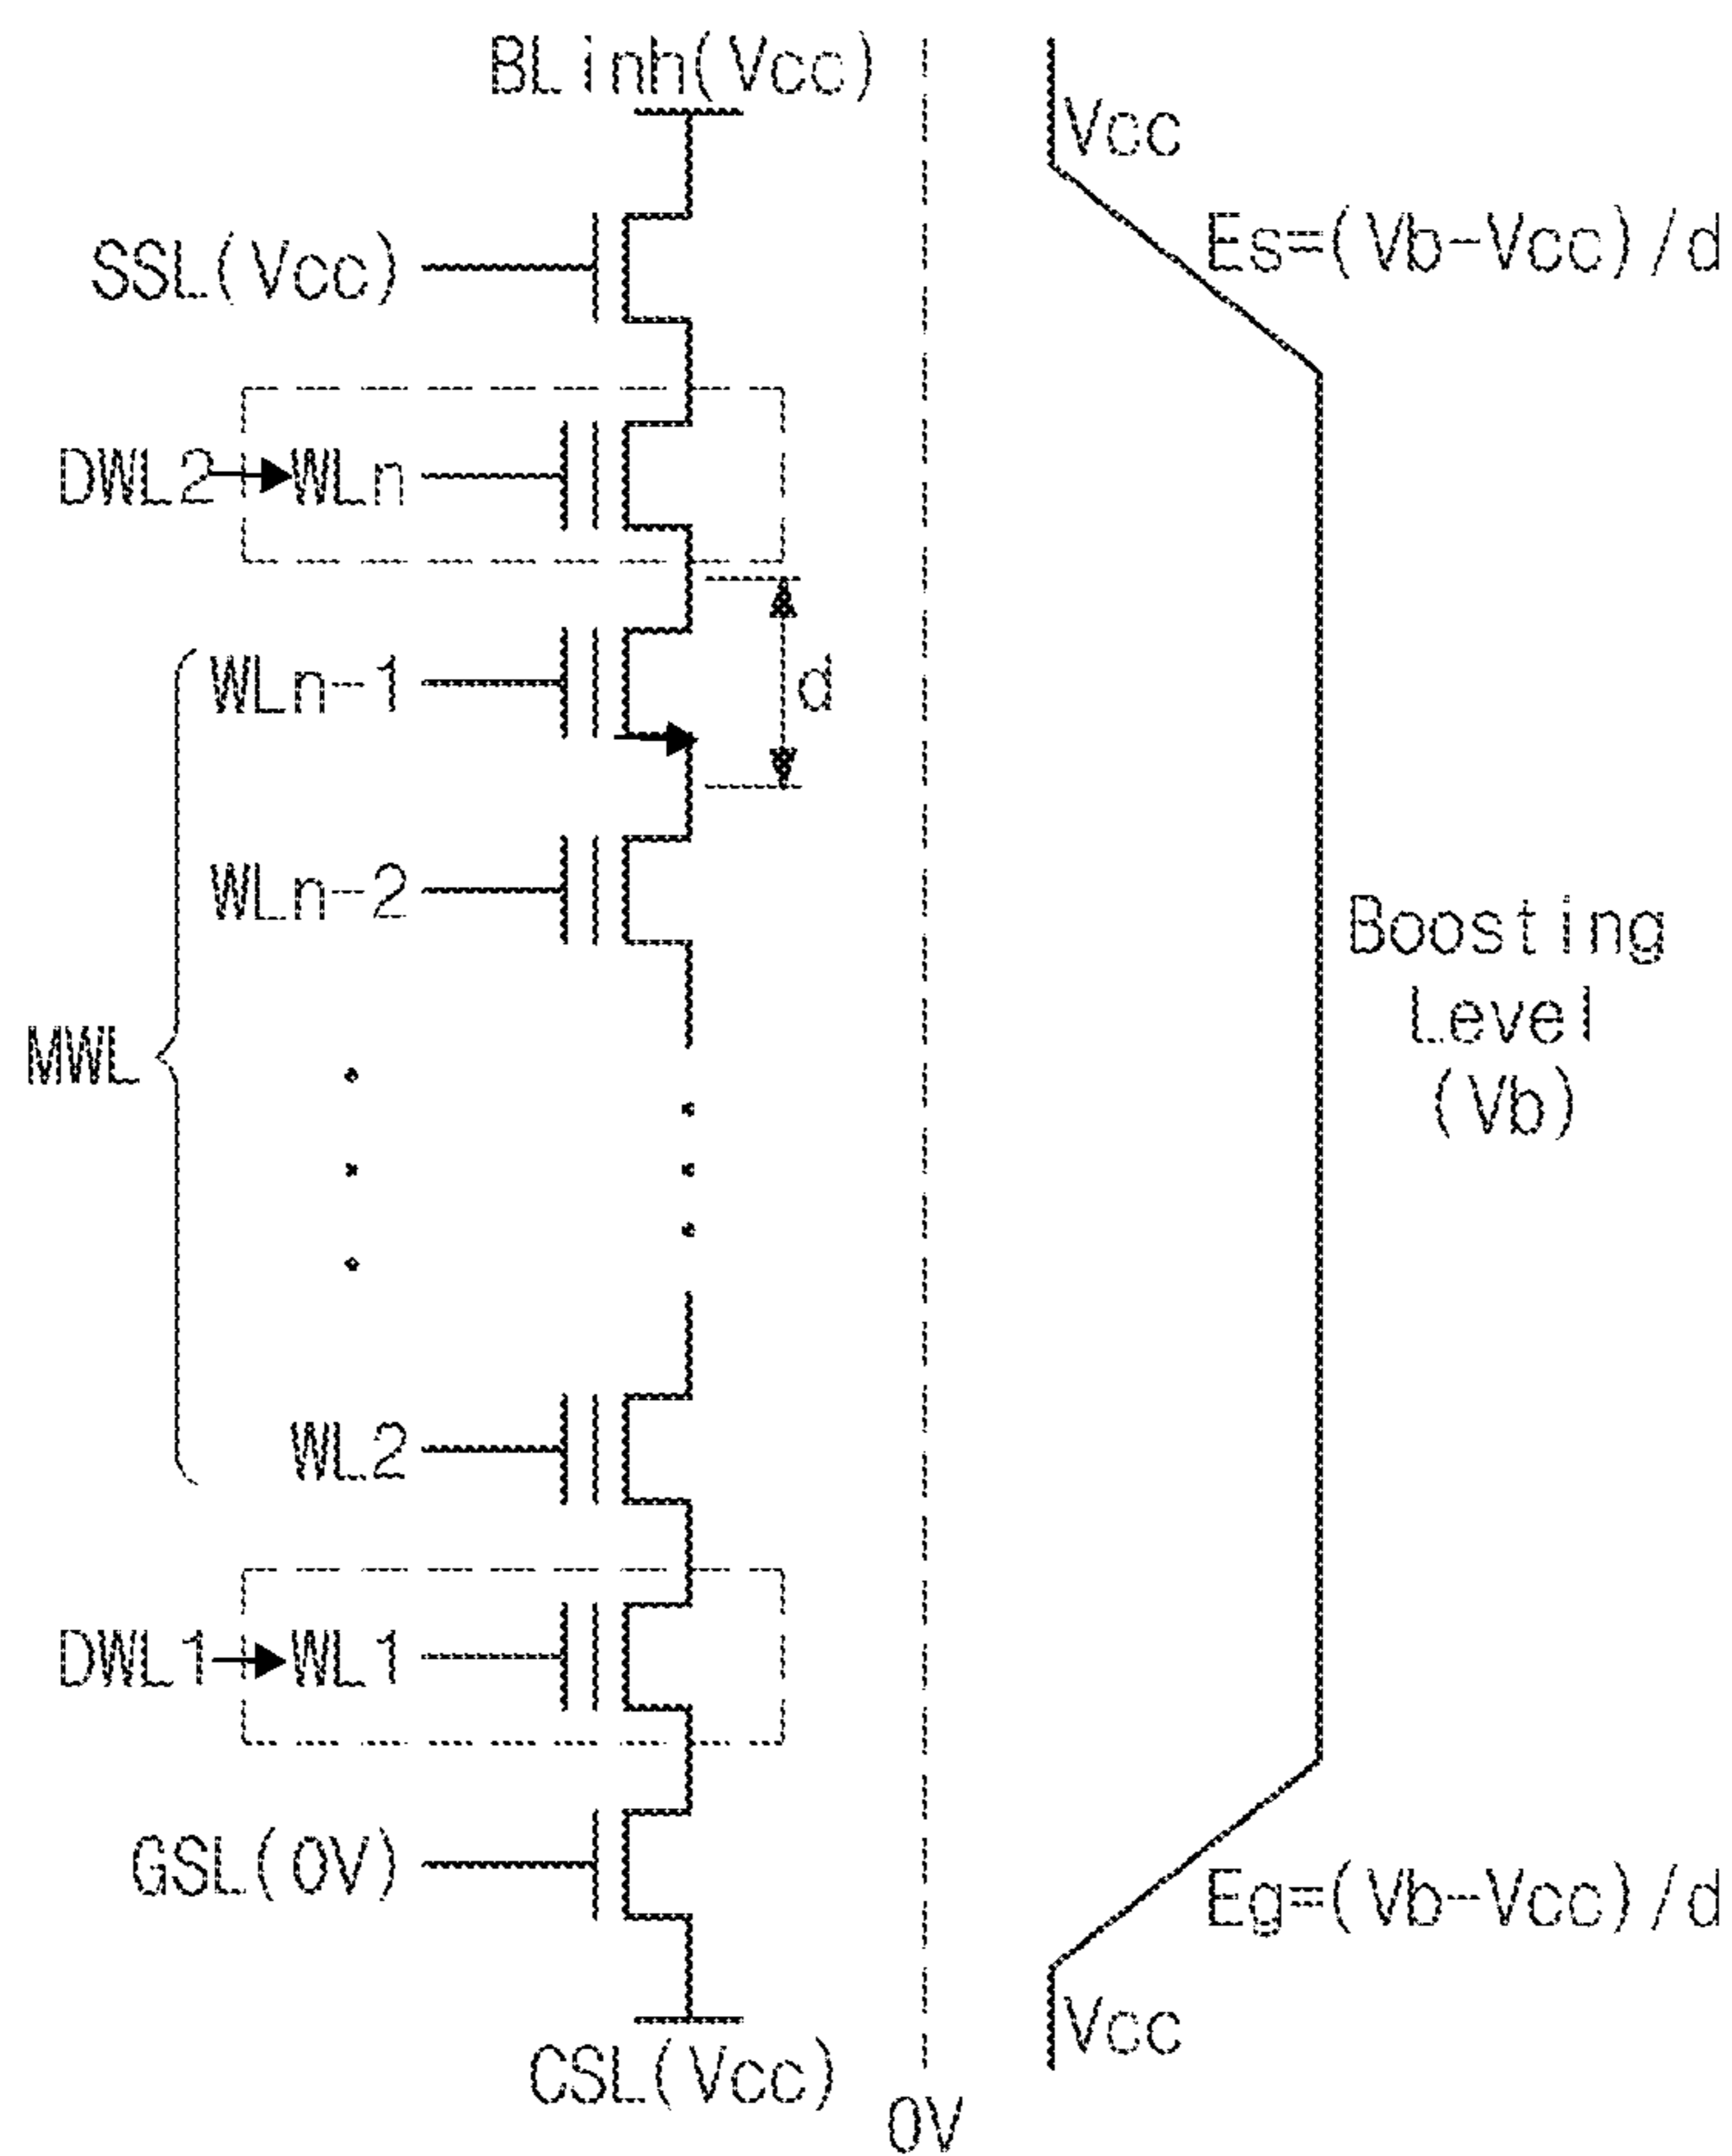 BLinh(Vcc)
Vcc
SSL(Vcc)
Es=(Vb-Vcc)/d
DWL2
WLn
WLn-1
d
WLn-2
MWL
Boosting
Level
(Vb)
WL2
DWL1
WL1
GSL(0V)
Eg=(Vb-Vcc)/d
Vcc
CSL(Vcc)
0V